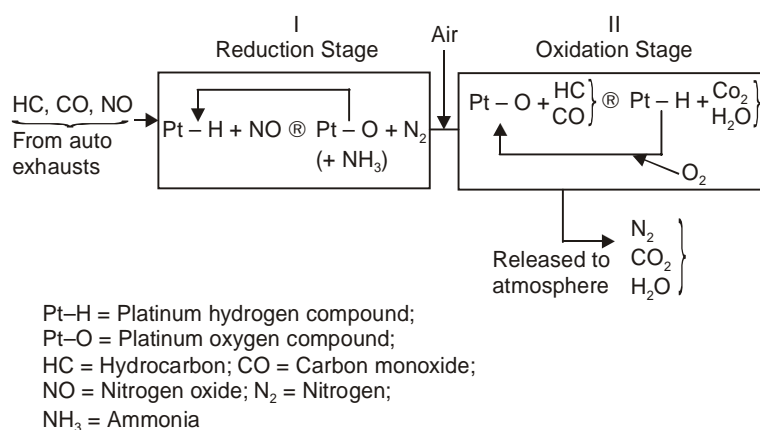 I
Reduction Stage
Air
II
Oxidation Stage
HC, CO, NO
From auto
exhausts
Pt – H + NO ® Pt – O + N₂
(+ NH₃)
Pt – O + HC
CO } ® Pt – H + Co₂
H₂O }
O₂
Released to
atmosphere
N₂
CO₂
H₂O }
Pt–H = Platinum hydrogen compound;
Pt–O = Platinum oxygen compound;
HC = Hydrocarbon; CO = Carbon monoxide;
NO = Nitrogen oxide; N₂ = Nitrogen;
NH₃ = Ammonia